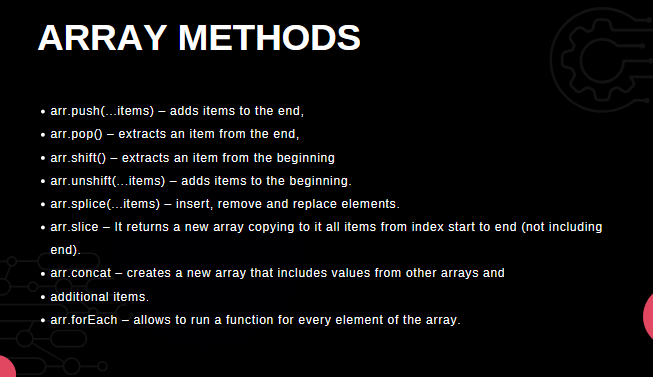 ARRAY METHODS
• arr.push(...items) – adds items to the end,
• arr.pop() – extracts an item from the end,
• arr.shift() – extracts an item from the beginning
• arr.unshift(...items) – adds items to the beginning.
• arr.splice(...items) – insert, remove and replace elements.
• arr.slice – It returns a new array copying to it all items from index start to end (not including
end).
• arr.concat – creates a new array that includes values from other arrays and
• additional items.
• arr.forEach – allows to run a function for every element of the array.